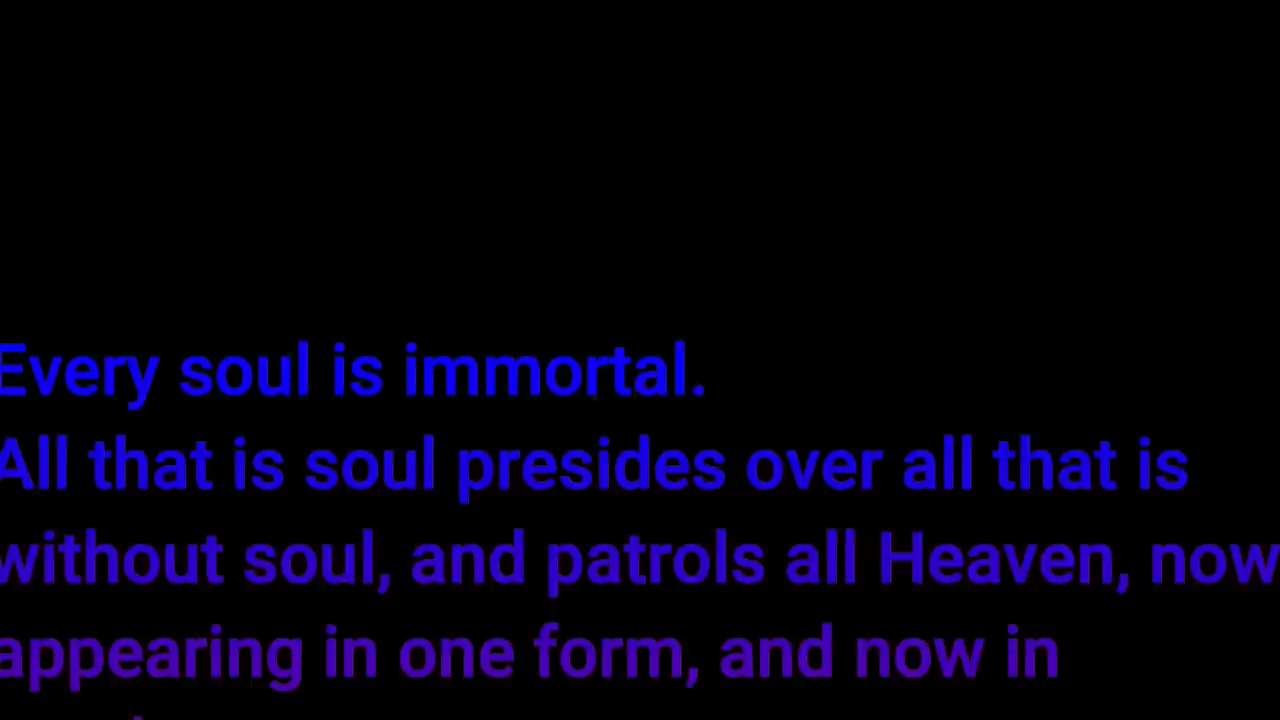 Every soul is immortal.
All that is soul presides over all that is
without soul, and patrols all Heaven, now
appearing in one form, and now in